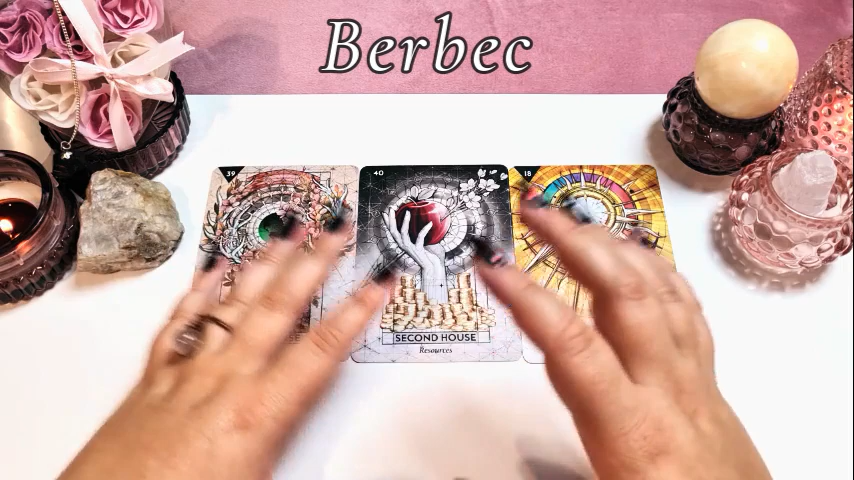 Berbec
39
40
18
SECOND HOUSE
Resources